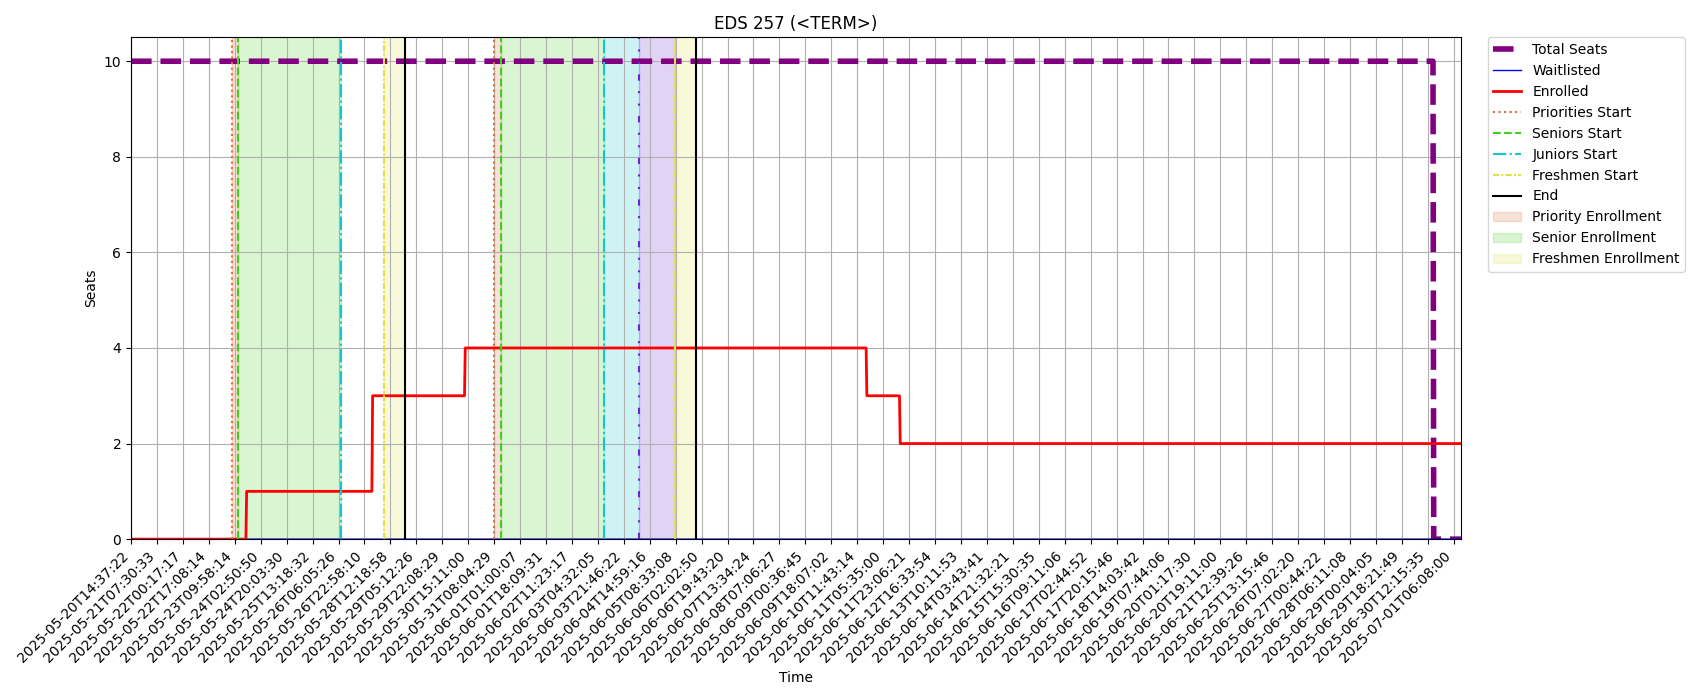 EDS 257 (<TERM>)
Total Seats
Waitlisted
Enrolled
Priorities Start
Seniors Start
Juniors Start
Freshmen Start
End
Priority Enrollment
Senior Enrollment
Freshmen Enrollment
Seats
10
8
6
4
2
0
2025-05-20T14:37:22
2025-05-21T07:30:33
2025-05-22T00:17:17
2025-05-22T17:08:14
2025-05-23T09:58:14
2025-05-24T02:50:50
2025-05-24T20:03:30
2025-05-25T13:18:32
2025-05-26T06:05:26
2025-05-26T22:58:10
2025-05-28T12:18:50
2025-05-29T05:12:26
2025-05-29T22:08:29
2025-05-30T15:11:00
2025-05-31T08:04:29
2025-06-01T01:00:07
2025-06-01T18:09:31
2025-06-02T11:23:17
2025-06-03T04:32:05
2025-06-03T21:46:22
2025-06-04T14:59:16
2025-06-05T08:33:08
2025-06-06T02:02:50
2025-06-06T19:43:20
2025-06-07T13:34:24
2025-06-08T07:06:27
2025-06-09T00:36:45
2025-06-09T18:07:02
2025-06-10T11:43:14
2025-06-11T05:35:00
2025-06-11T23:06:21
2025-06-12T16:33:54
2025-06-13T10:11:53
2025-06-14T03:43:41
2025-06-14T21:32:21
2025-06-15T15:30:35
2025-06-16T09:11:06
2025-06-17T02:44:52
2025-06-17T20:15:46
2025-06-18T14:03:42
2025-06-19T07:44:06
2025-06-20T01:17:30
2025-06-20T19:11:00
2025-06-21T12:39:26
2025-06-25T13:15:46
2025-06-26T07:02:20
2025-06-27T00:44:22
2025-06-28T06:11:08
2025-06-29T00:04:05
2025-06-29T18:21:49
2025-06-30T12:15:35
2025-07-01T06:08:00
Time